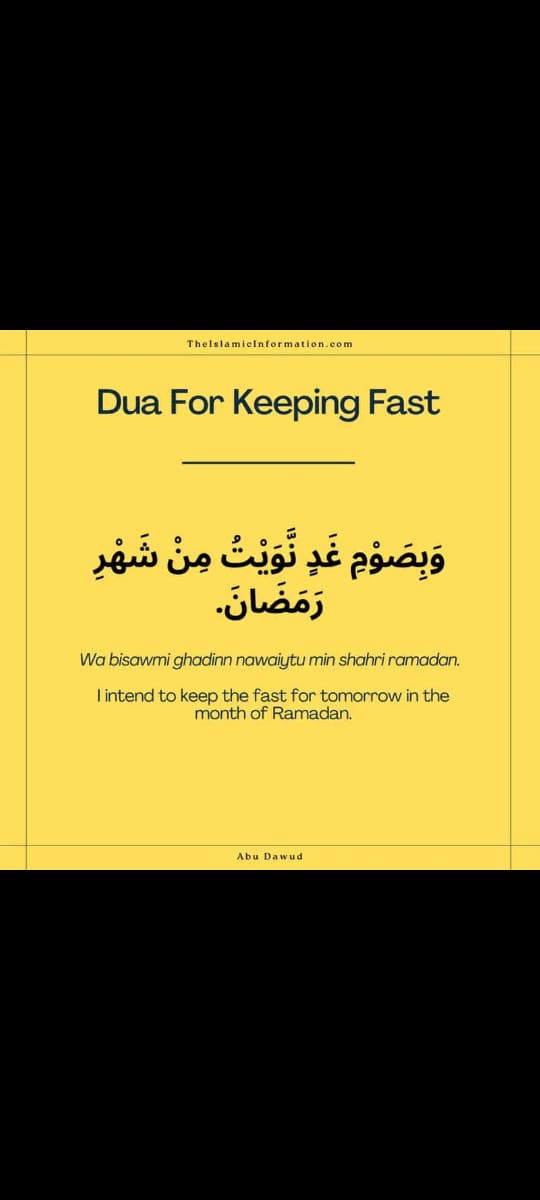 TheIslamicInformation.com
Dua For Keeping Fast
وَبِصَوْمِ غَدٍ نَّوَيْتُ مِنْ شَهْرِ
رَمَضَانَ.
Wa bisawmi ghadinn nawaiytu min shahri ramadan.
I intend to keep the fast for tomorrow in the
month of Ramadan.
Abu Dawud